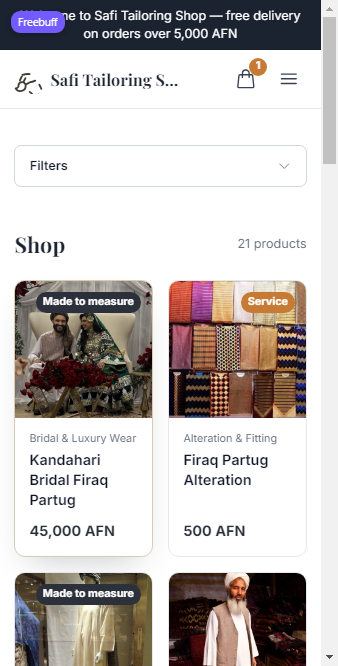 Freebuff
me to Safi Tailoring Shop — free delivery
on orders over 5,000 AFN
Safi Tailoring S...
1
Filters
Shop
21 products
Made to measure
Service
Bridal & Luxury Wear
Kandahari
Bridal Firaq
Partug
45,000 AFN
Alteration & Fitting
Firaq Partug
Alteration
500 AFN
Made to measure